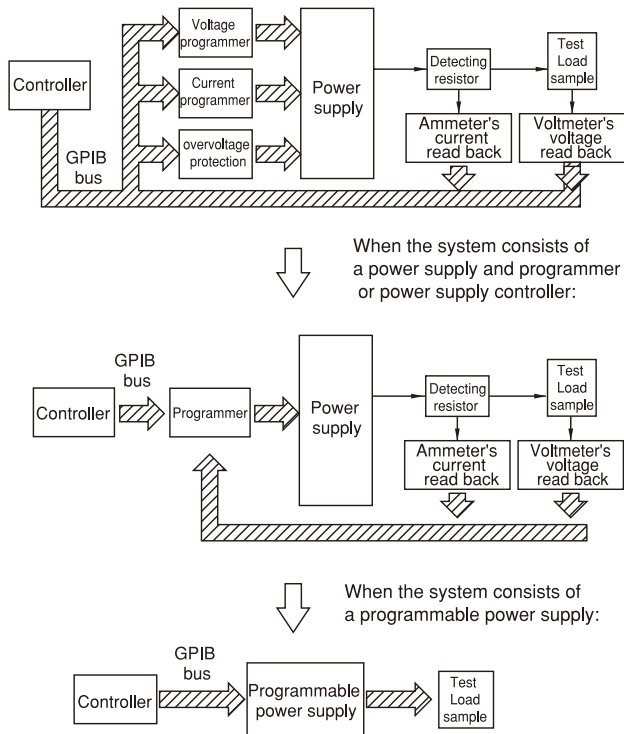 Voltage
programmer
Controller
Current
programmer
Power
supply
Detecting
resistor
Test
Load
sample
overvoltage
protection
Ammeter's
current
read back
Voltmeter's
voltage
read back
GPIB
bus
When the system consists of
a power supply and programmer
or power supply controller:
GPIB
bus
Controller
Programmer
Power
supply
Detecting
resistor
Test
Load
sample
Ammeter's
current
read back
Voltmeter's
voltage
read back
When the system consists of
a programmable power supply:
GPIB
bus
Controller
Programmable
power supply
Test
Load
sample